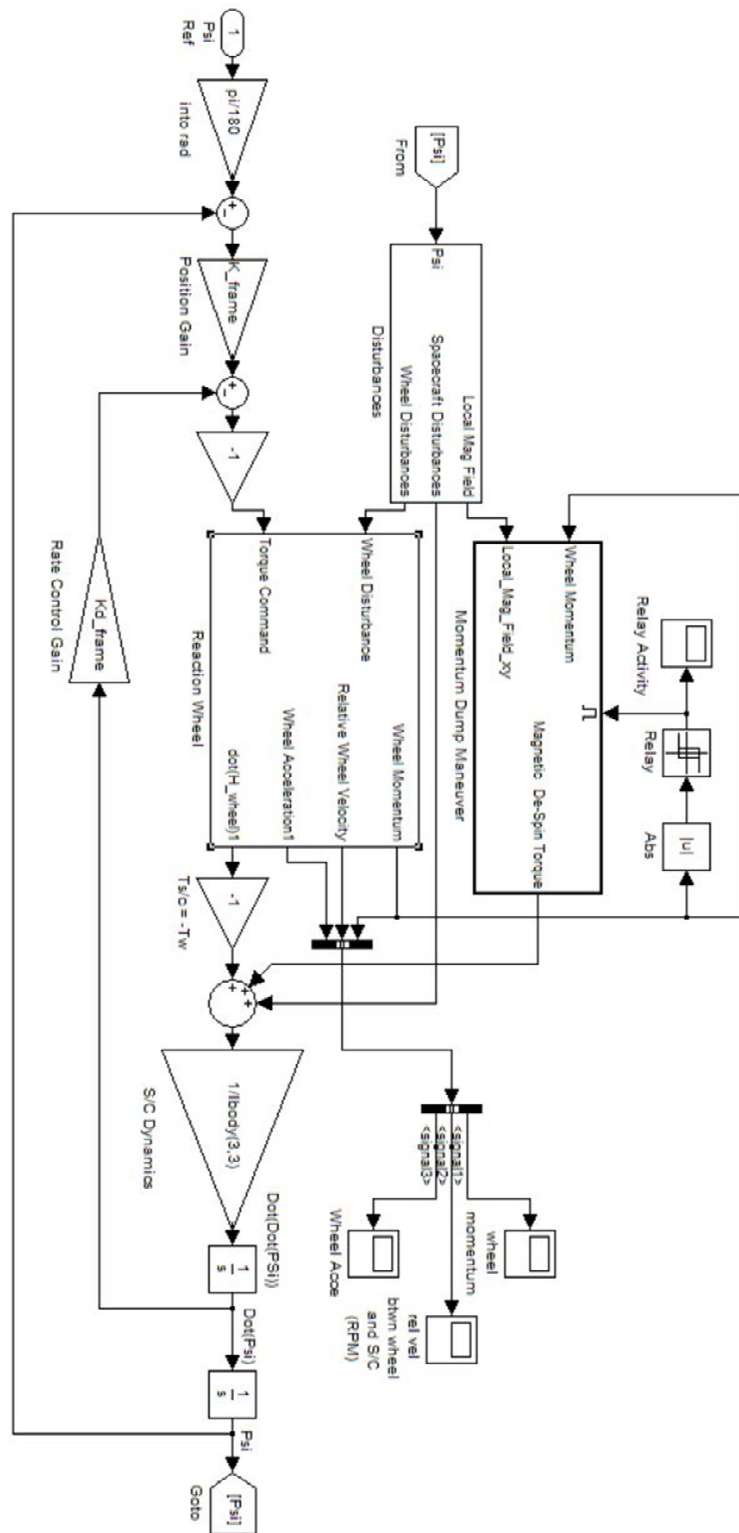 1
Psi
Ref
pi/180
into rad
+
-
K_frame
Position Gain
+
-
-1
[Psi]
From
Psi
Local Mag Field
Spacecraft Disturbances
Wheel Disturbances
Disturbances
Wheel Momentum
Local_Mag_Field_xy
Magnetic De-Spin Torque
Momentum Dump Maneuver
Relay Activity
Relay
|u|
Abs
Wheel Disturbance
Torque Command
Wheel Momentum
Relative Wheel Velocity
Wheel Acceleration1
dot(H_wheel)1
Reaction Wheel
Kd_frame
Rate Control Gain
-1
Ts/c = -Tw
+
+
+
1/Ibody(3,3)
S/C Dynamics
<signal1>
<signal2>
<signal3>
wheel
momentum
rel vel
btwn wheel
and S/C
(RPM)
Wheel Acce
Dot(Dot(PSi))
1
s
Dot(Psi)
1
s
Psi
[Psi]
Goto